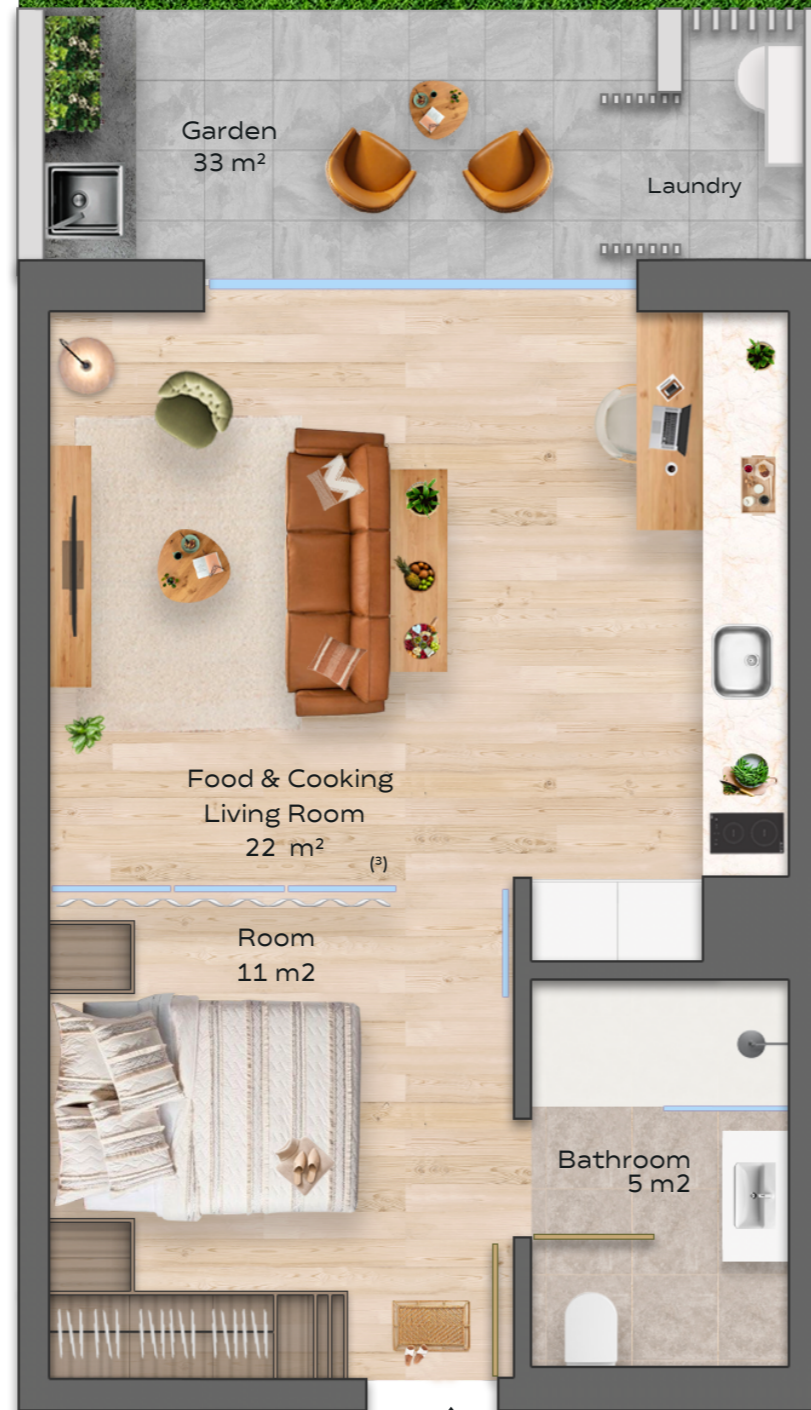 Garden
33 m²
Laundry
Food & Cooking
Living Room
22 m²
(³)
Room
11 m2
Bathroom
5 m2